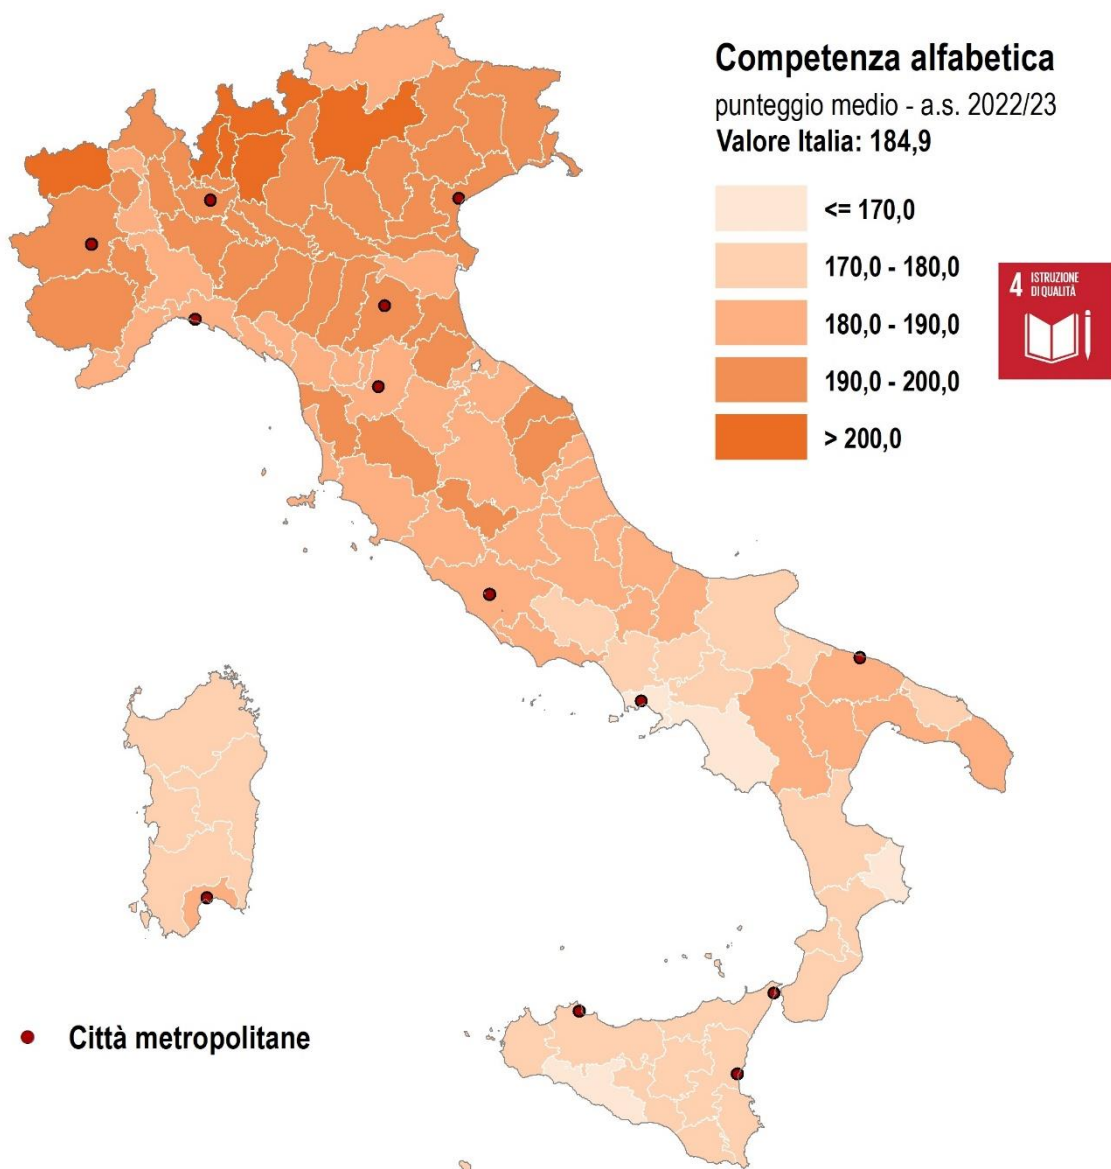 Competenza alfabetica
punteggio medio - a.s. 2022/23
Valore Italia: 184,9
<= 170,0
170,0 - 180,0
180,0 - 190,0
190,0 - 200,0
> 200,0
4 ISTRUZIONE
DI QUALITÀ
Città metropolitane